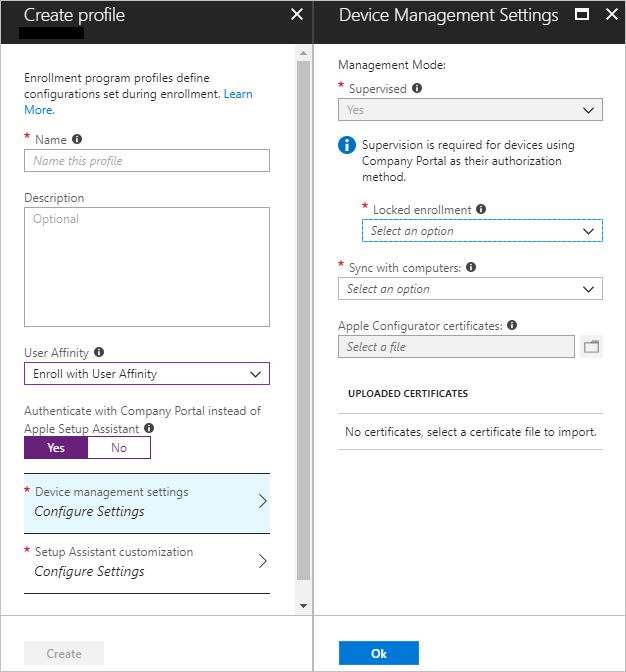 Create profile
Enrollment program profiles define
configurations set during enrollment. Learn
More.
* Name
Name this profile
Description
Optional
User Affinity
Enroll with User Affinity
Authenticate with Company Portal instead of
Apple Setup Assistant
Yes No
* Device management settings
Configure Settings
* Setup Assistant customization
Configure Settings
Create
Device Management Settings
Management Mode:
* Supervised
Yes
Supervision is required for devices using
Company Portal as their authorization
method.
* Locked enrollment
Select an option
* Sync with computers:
Select an option
Apple Configurator certificates:
Select a file
UPLOADED CERTIFICATES
No certificates, select a certificate file to import.
Ok